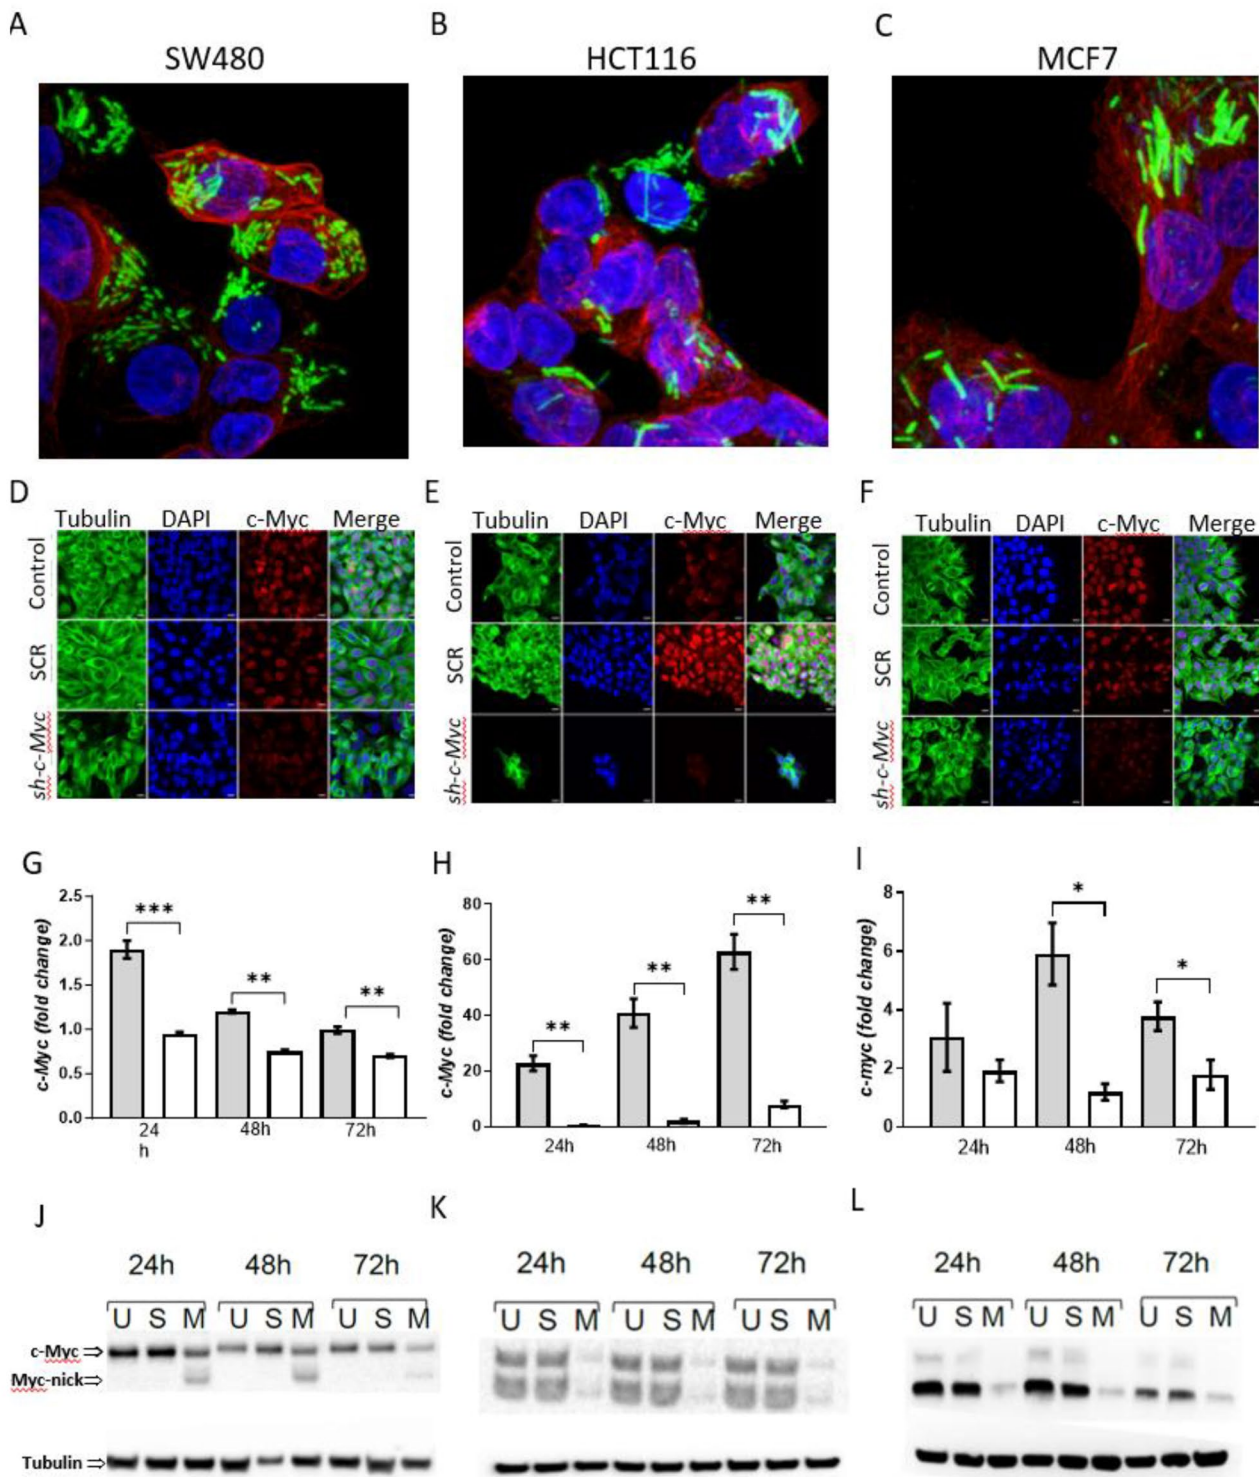 A
B
C
SW480
HCT116
MCF7
D
E
F
Tubulin DAPI c-Myc Merge
Tubulin DAPI c-Myc Merge
Tubulin DAPI c-Myc Merge
Control
SCR
sh-c-Myc
Control
SCR
sh-c-Myc
Control
SCR
sh-c-Myc
G
c-Myc (fold change)
2.5
2.0
1.5
1.0
0.5
0.0
***
**
**
24
h
48h
72h
H
c-Myc (fold change)
80
60
40
20
0
**
**
**
24h
48h
72h
I
c-myc (fold change)
8
6
4
2
0
*
*
24h
48h
72h
J
24h 48h 72h
U S M U S M U S M
c-Myc ⇒
Myc-nick⇒
Tubulin ⇒
K
24h 48h 72h
U S M U S M U S M
L
24h 48h 72h
U S M U S M U S M